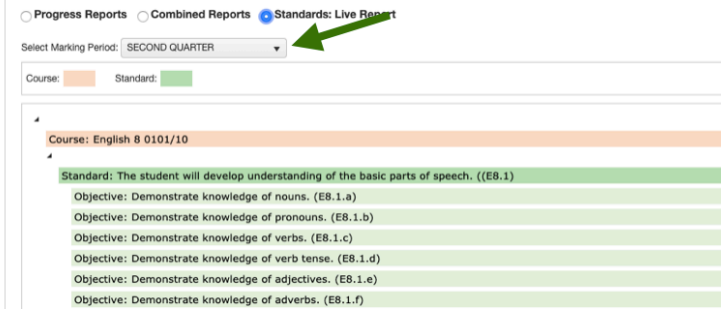 Progress Reports Combined Reports Standards: Live Report
Select Marking Period: SECOND QUARTER
Course: Standard:
Course: English 8 0101/10
Standard: The student will develop understanding of the basic parts of speech. ((E8.1)
Objective: Demonstrate knowledge of nouns. (E8.1.a)
Objective: Demonstrate knowledge of pronouns. (E8.1.b)
Objective: Demonstrate knowledge of verbs. (E8.1.c)
Objective: Demonstrate knowledge of verb tense. (E8.1.d)
Objective: Demonstrate knowledge of adjectives. (E8.1.e)
Objective: Demonstrate knowledge of adverbs. (E8.1.f)